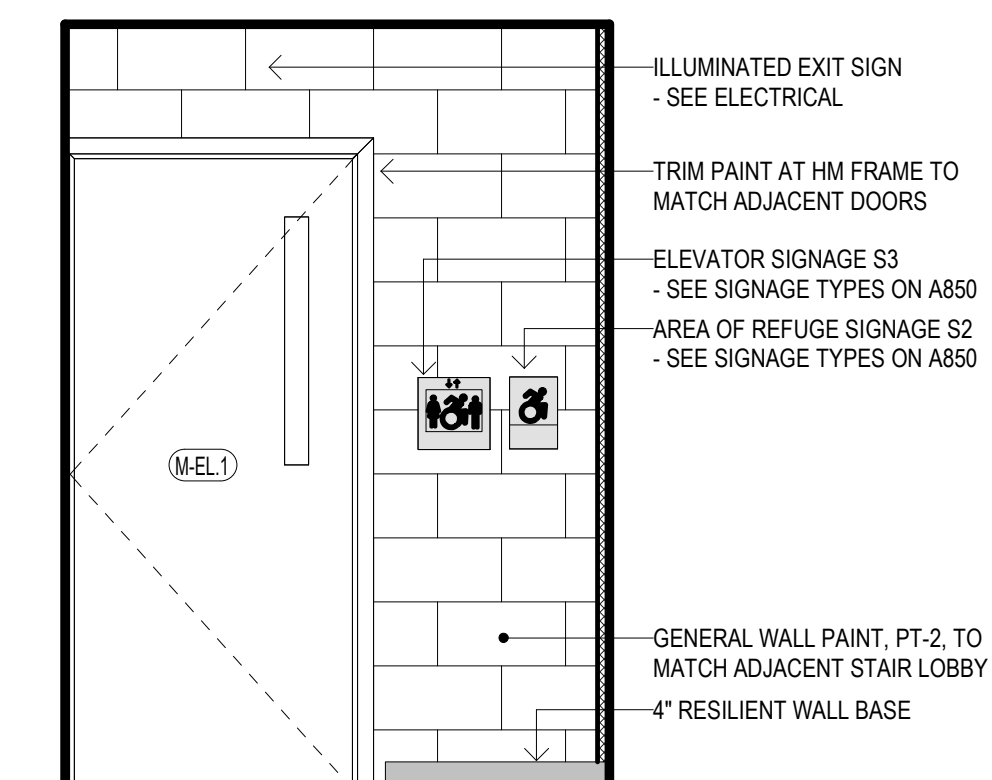 ILLUMINATED EXIT SIGN
- SEE ELECTRICAL
TRIM PAINT AT HM FRAME TO
MATCH ADJACENT DOORS
ELEVATOR SIGNAGE S3
- SEE SIGNAGE TYPES ON A850
AREA OF REFUGE SIGNAGE S2
- SEE SIGNAGE TYPES ON A850
M-EL.1
GENERAL WALL PAINT, PT-2, TO
MATCH ADJACENT STAIR LOBBY
4" RESILIENT WALL BASE